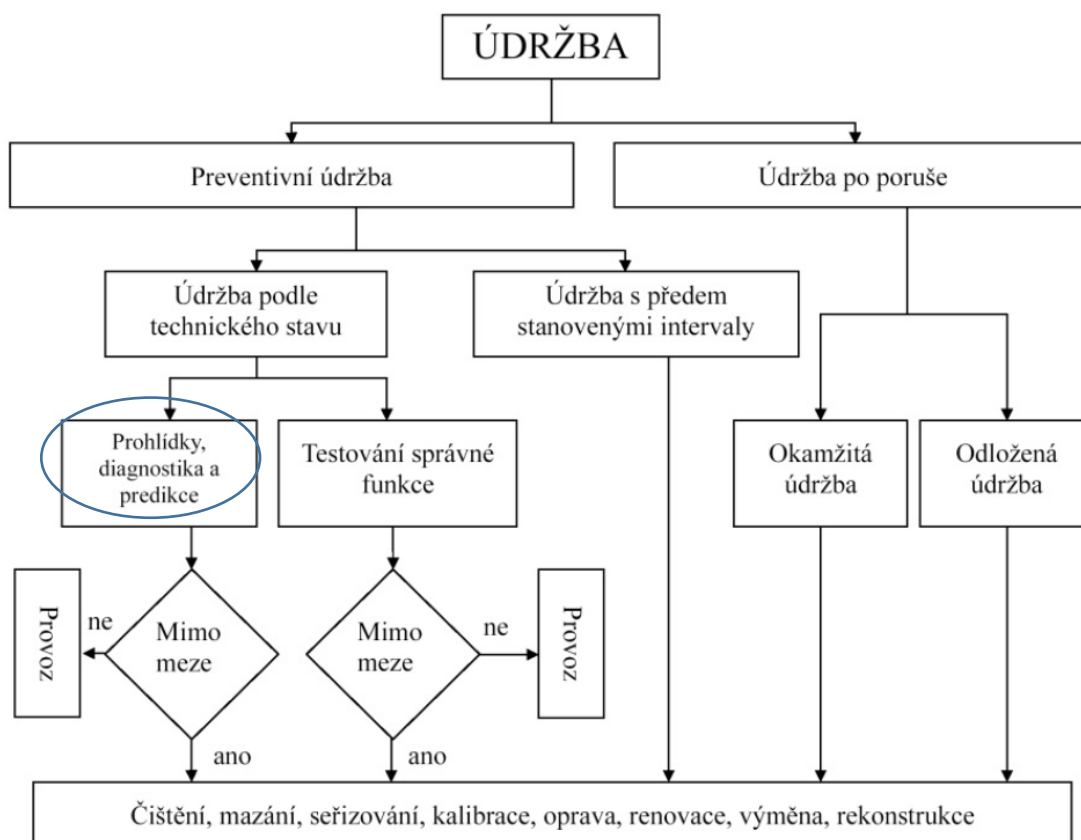 ÚDRŽBA
Preventivní údržba
Údržba po poruše
Údržba podle
technického stavu
Údržba s předem
stanovenými intervaly
Prohlídky,
diagnostika a
predikce
Testování správné
funkce
Okamžitá
údržba
Odložená
údržba
Provoz
ne
Mimo
meze
Mimo
meze
ne
Provoz
ano
ano
Čištění, mazání, seřizování, kalibrace, oprava, renovace, výměna, rekonstrukce